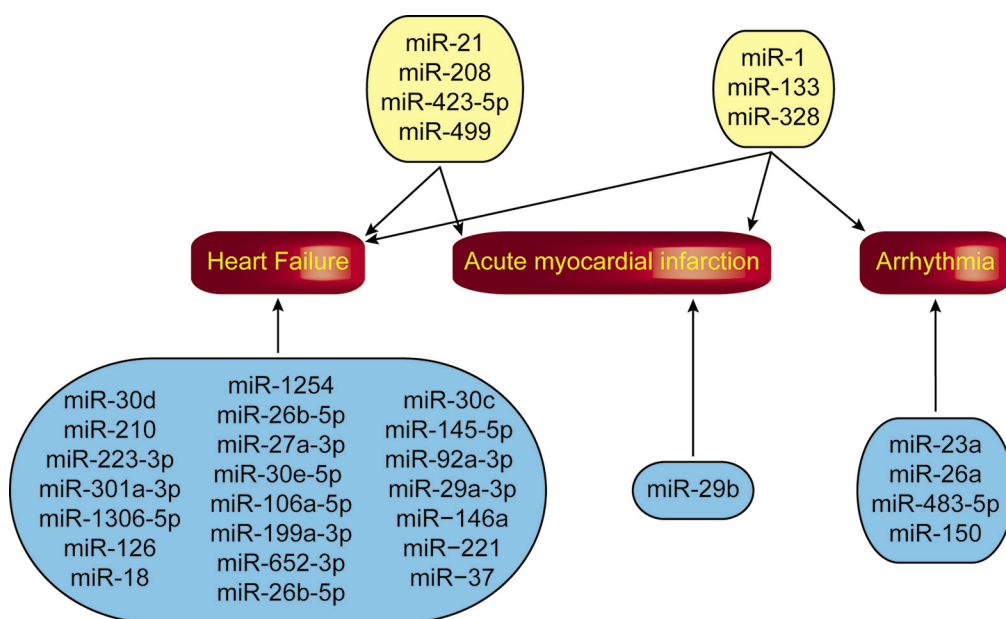 miR-21
miR-208
miR-423-5p
miR-499
miR-1
miR-133
miR-328
Heart Failure
Acute myocardial infarction
Arrhythmia
miR-30d
miR-210
miR-223-3p
miR-301a-3p
miR-1306-5p
miR-126
miR-18
miR-1254
miR-26b-5p
miR-27a-3p
miR-30e-5p
miR-106a-5p
miR-199a-3p
miR-652-3p
miR-26b-5p
miR-30c
miR-145-5p
miR-92a-3p
miR-29a-3p
miR−146a
miR−221
miR−37
miR-29b
miR-23a
miR-26a
miR-483-5p
miR-150